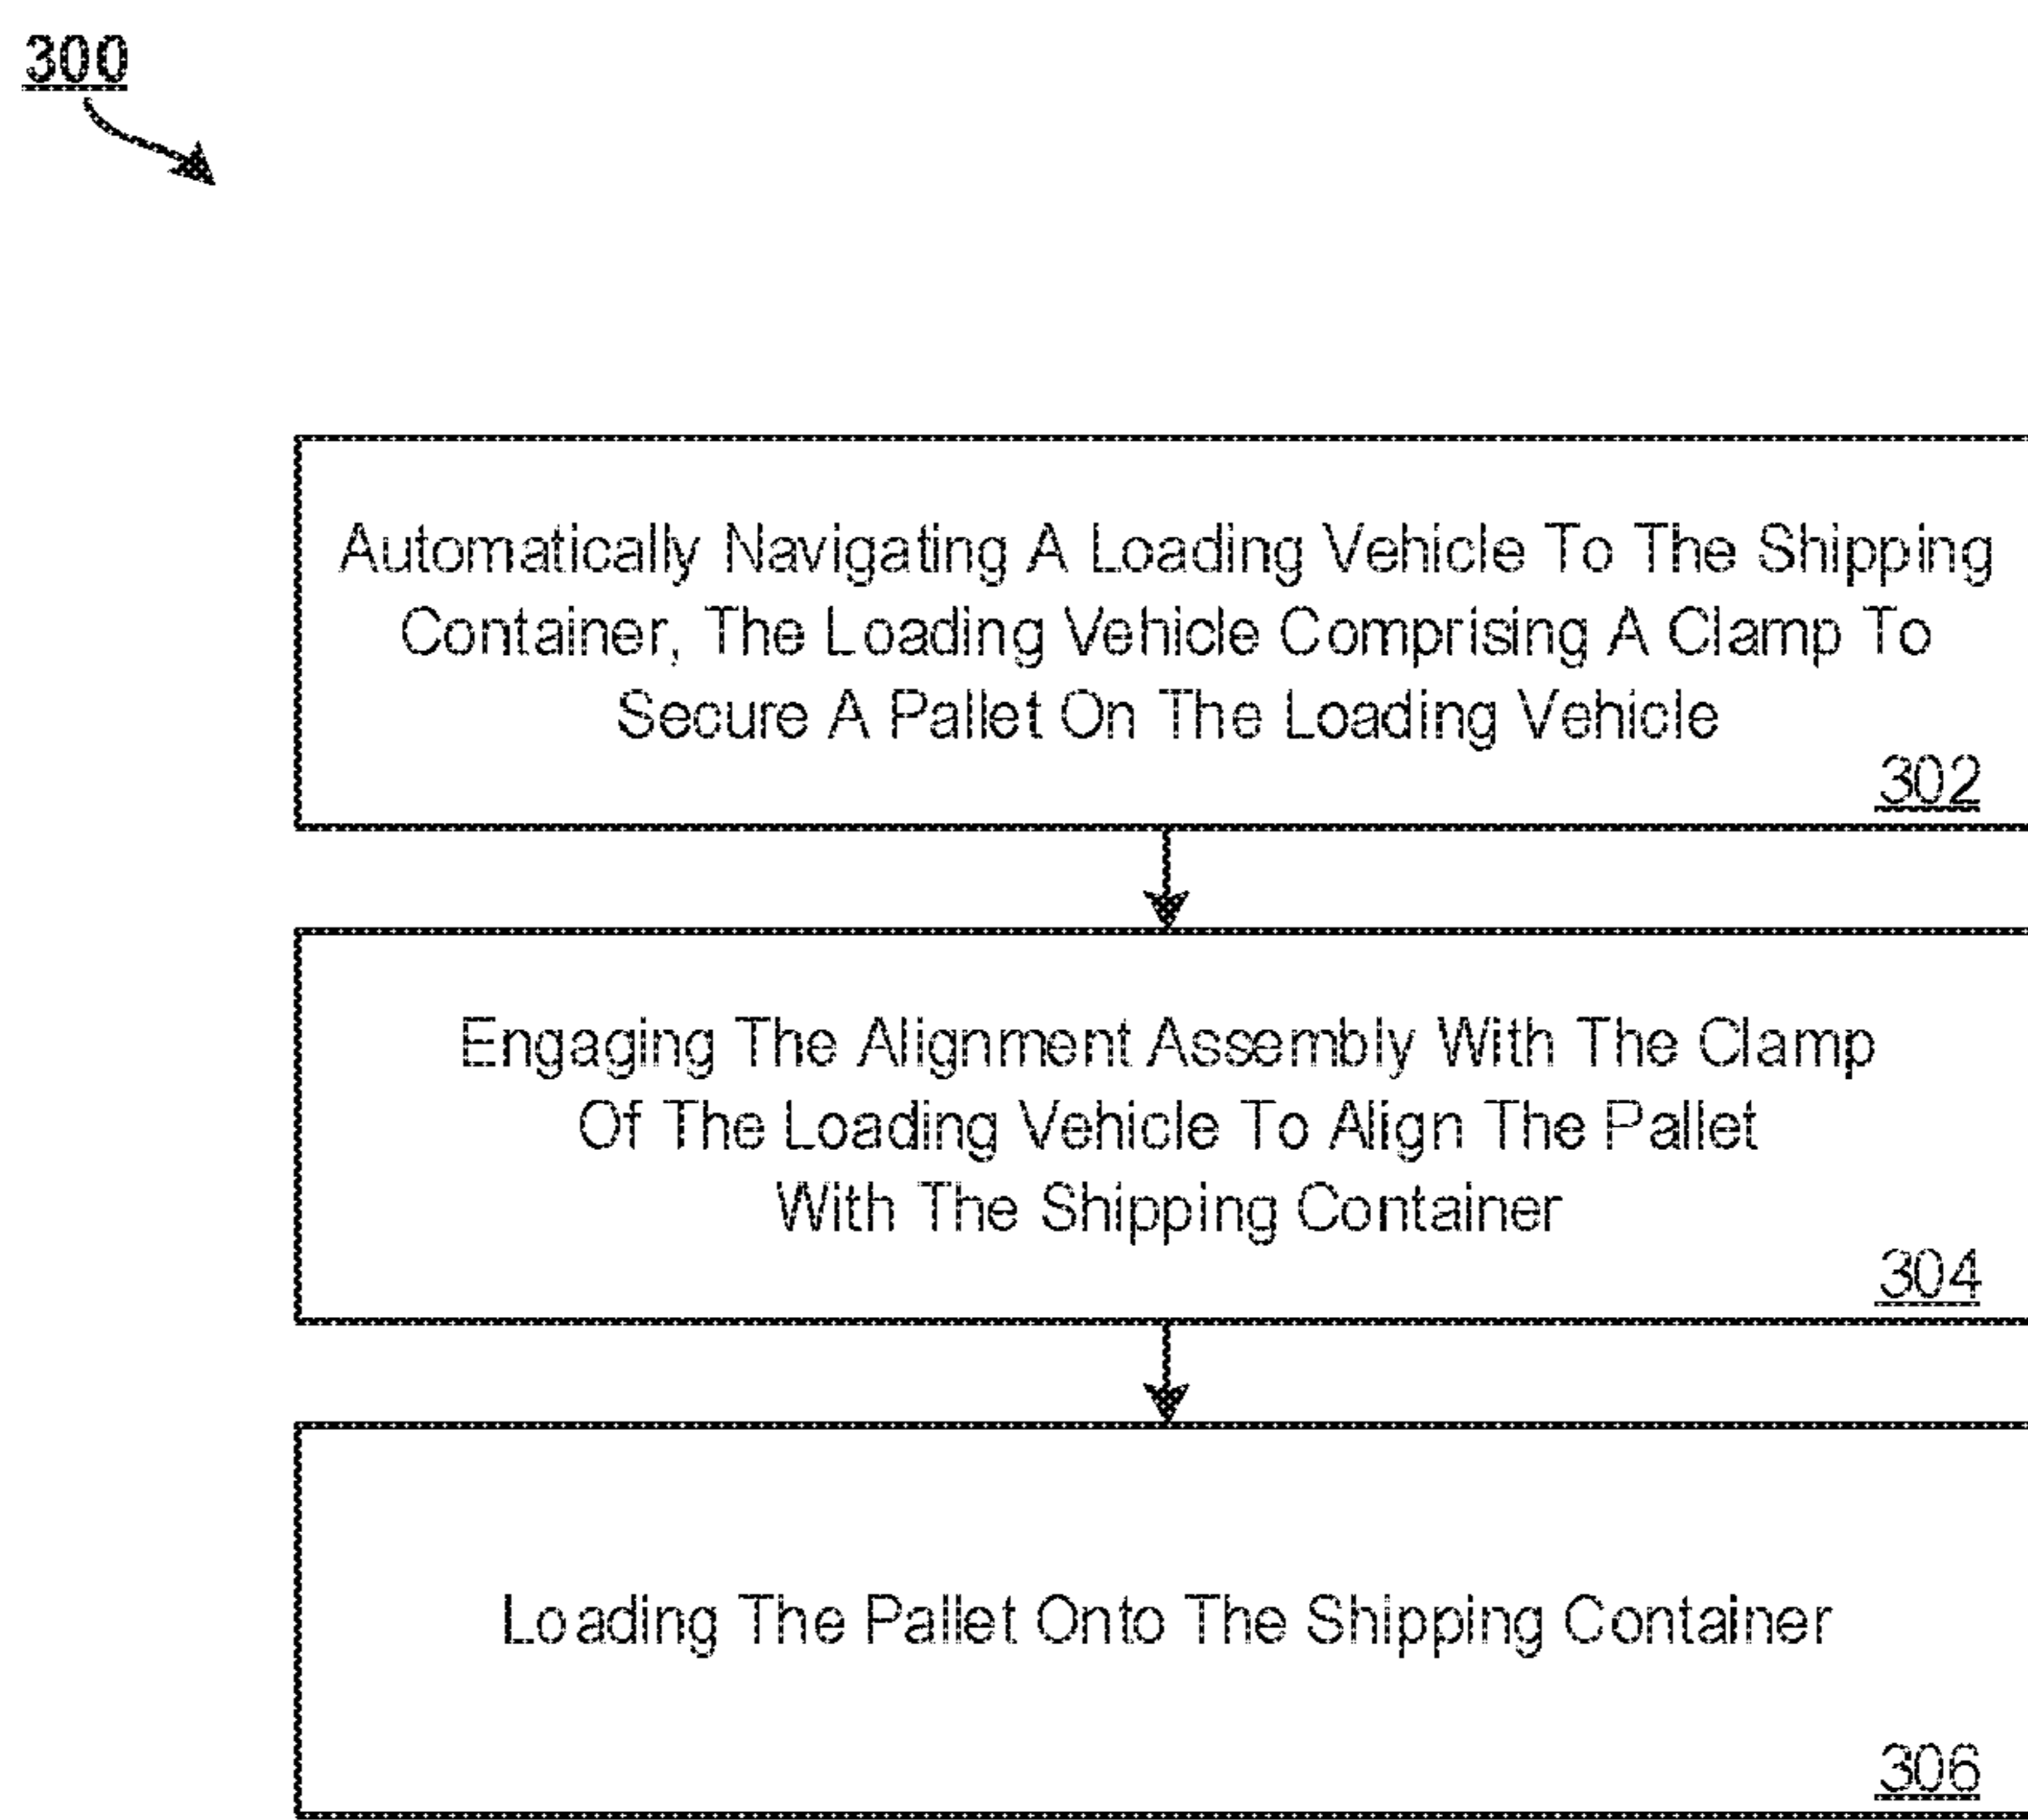 300
Automatically Navigating A Loading Vehicle To The Shipping
Container, The Loading Vehicle Comprising A Clamp To
Secure A Pallet On The Loading Vehicle
302
Engaging The Alignment Assembly With The Clamp
Of The Loading Vehicle To Align The Pallet
With The Shipping Container
304
Loading The Pallet Onto The Shipping Container
306